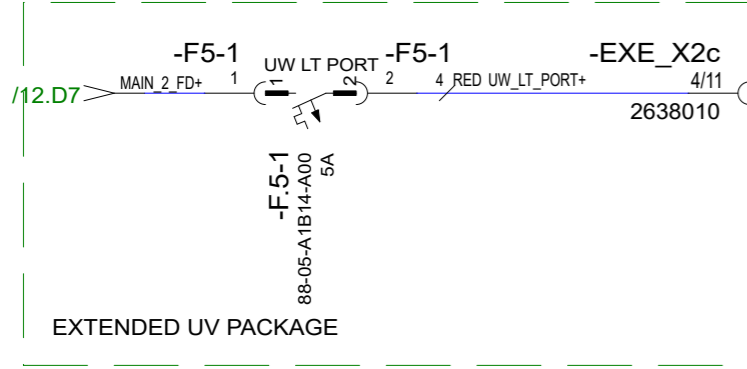 -F5-1
UW LT PORT
-F5-1
-EXE_X2c
/12.D7
MAIN_2_FD+
1
1
2
2
4
RED
UW_LT_PORT+
4/11
2638010
-F.5-1
88-05-A1B14-A00
5A
EXTENDED UV PACKAGE